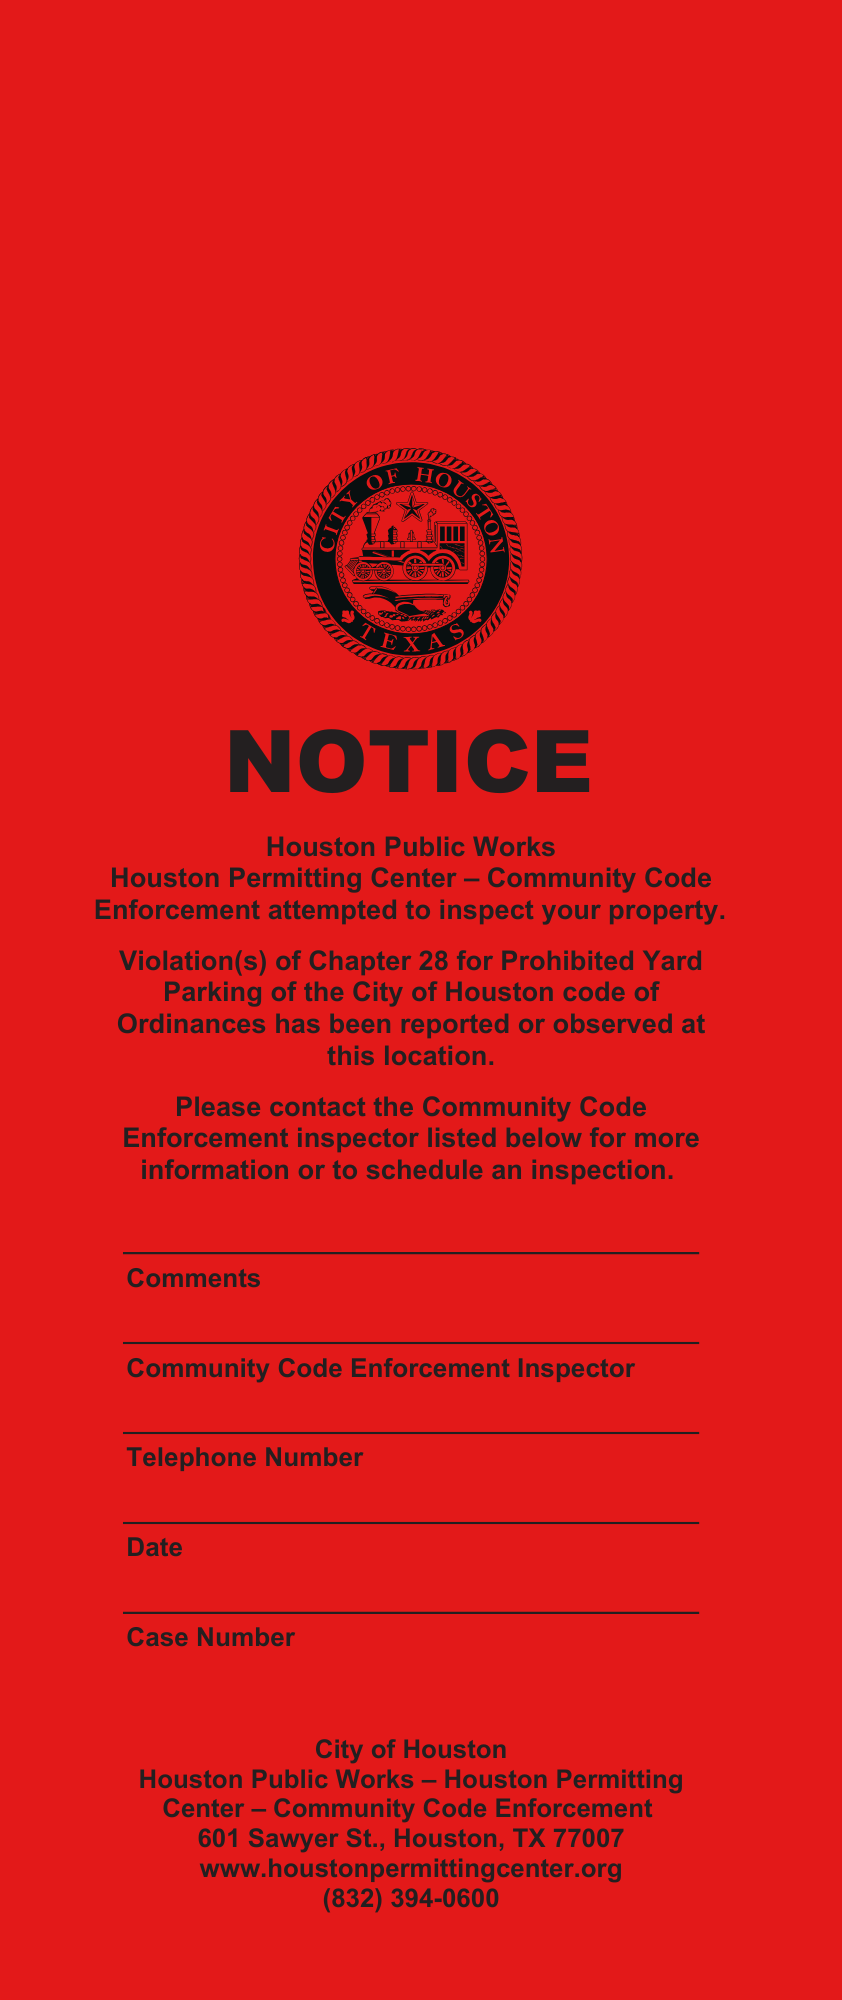 CITY OF HOUSTON
TEXAS
NOTICE
Houston Public Works
Houston Permitting Center – Community Code
Enforcement attempted to inspect your property.
Violation(s) of Chapter 28 for Prohibited Yard
Parking of the City of Houston code of
Ordinances has been reported or observed at
this location.
Please contact the Community Code
Enforcement inspector listed below for more
information or to schedule an inspection.
Comments
Community Code Enforcement Inspector
Telephone Number
Date
Case Number
City of Houston
Houston Public Works – Houston Permitting
Center – Community Code Enforcement
601 Sawyer St., Houston, TX 77007
www.houstonpermittingcenter.org
(832) 394-0600